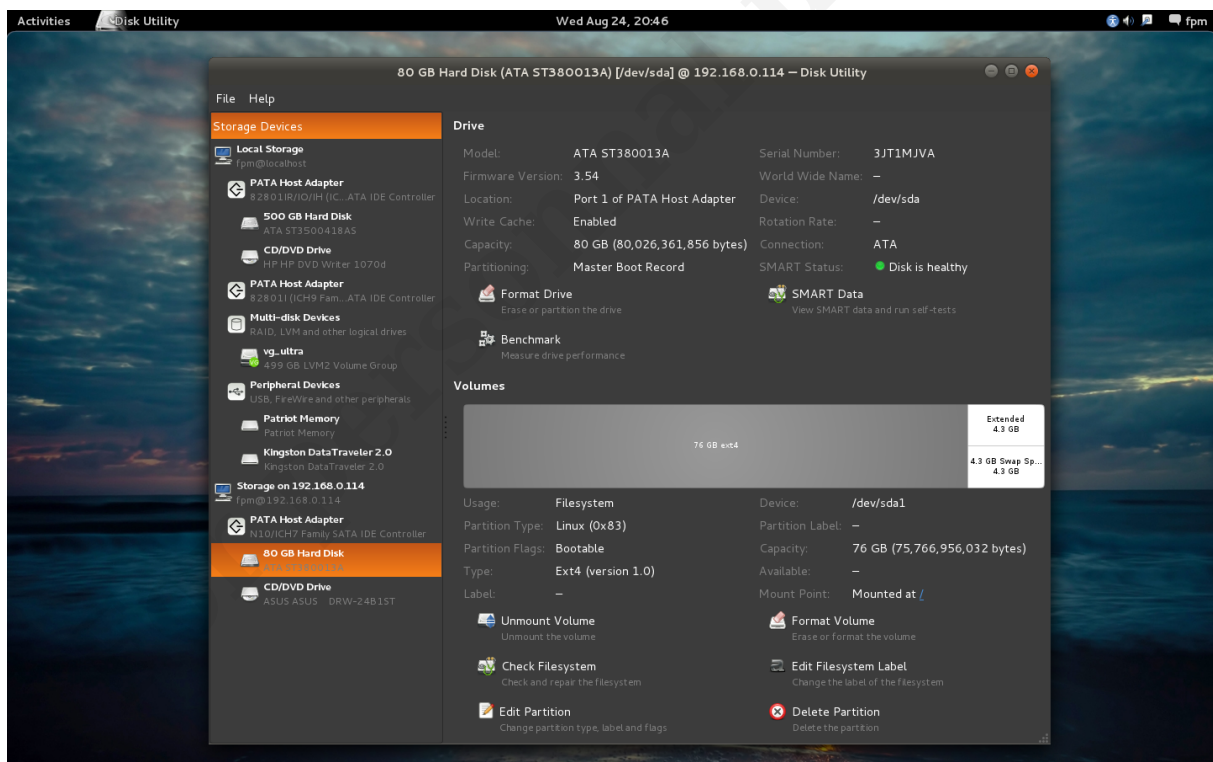 Activities Disk Utility Wed Aug 24, 20:46 fpm
80 GB Hard Disk (ATA ST380013A) [/dev/sda] @ 192.168.0.114 — Disk Utility
File Help
Storage Devices
Local Storage
fpm@localhost
PATA Host Adapter
82801IR/IO/IH (IC...ATA IDE Controller
500 GB Hard Disk
ATA ST3500418AS
CD/DVD Drive
HP HP DVD Writer 1070d
PATA Host Adapter
82801I (ICH9 Fam...ATA IDE Controller
Multi-disk Devices
RAID, LVM and other logical drives
vg_ultra
499 GB LVM2 Volume Group
Peripheral Devices
USB, FireWire and other peripherals
Patriot Memory
Patriot Memory
Kingston DataTraveler 2.0
Kingston DataTraveler 2.0
Storage on 192.168.0.114
fpm@192.168.0.114
PATA Host Adapter
N10/ICH7 Family SATA IDE Controller
80 GB Hard Disk
ATA ST380013A
CD/DVD Drive
ASUS ASUS DRW-24B1ST
Drive
Model: ATA ST380013A Serial Number: 3JT1MJVA
Firmware Version: 3.54 World Wide Name: –
Location: Port 1 of PATA Host Adapter Device: /dev/sda
Write Cache: Enabled Rotation Rate: –
Capacity: 80 GB (80,026,361,856 bytes) Connection: ATA
Partitioning: Master Boot Record SMART Status: Disk is healthy
Format Drive SMART Data
Erase or partition the drive View SMART data and run self-tests
Benchmark
Measure drive performance
Volumes
76 GB ext4
Extended
4.3 GB
4.3 GB Swap Sp...
4.3 GB
Usage: Filesystem Device: /dev/sda1
Partition Type: Linux (0x83) Partition Label: –
Partition Flags: Bootable Capacity: 76 GB (75,766,956,032 bytes)
Type: Ext4 (version 1.0) Available: –
Label: – Mount Point: Mounted at /
Unmount Volume Format Volume
Unmount the volume Erase or format the volume
Check Filesystem Edit Filesystem Label
Check and repair the filesystem Change the label of the filesystem
Edit Partition Delete Partition
Change partition type, label and flags Delete the partition